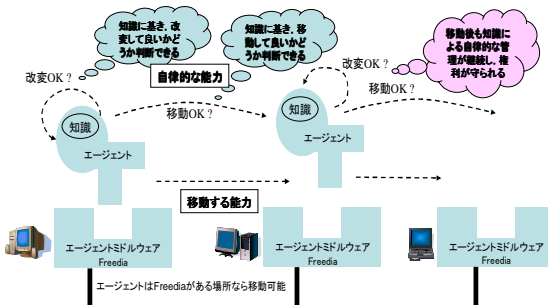 知識に基き，改
変して良いかど
うか判断できる
知識に基き，移
動して良いかど
うか判断できる
移動後も知識に
よる自律的な管
理が継続し，権
利が守られる
自律的な能力
改変OK？
改変OK？
移動OK？
移動OK？
知識
知識
エージェント
エージェント
移動する能力
エージェントミドルウェア
Freedia
エージェントミドルウェア
Freedia
エージェントミドルウェア
Freedia
エージェントはFreediaがある場所なら移動可能